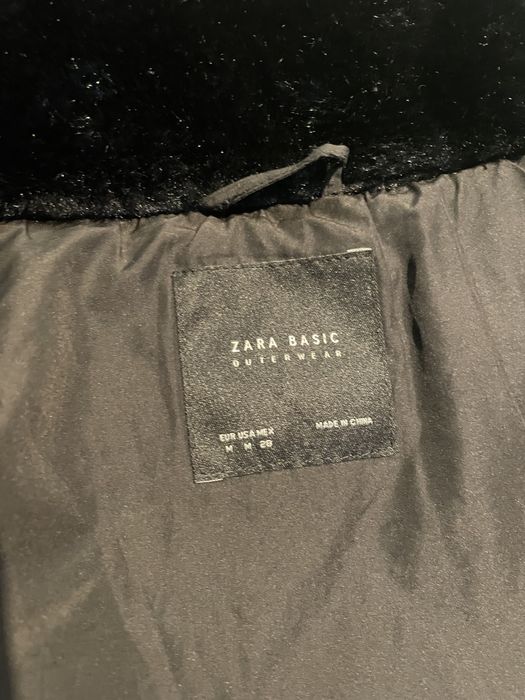 ZARA BASIC
OUTERWEAR
EUR USA MEX
M M 28
MADE IN CHINA